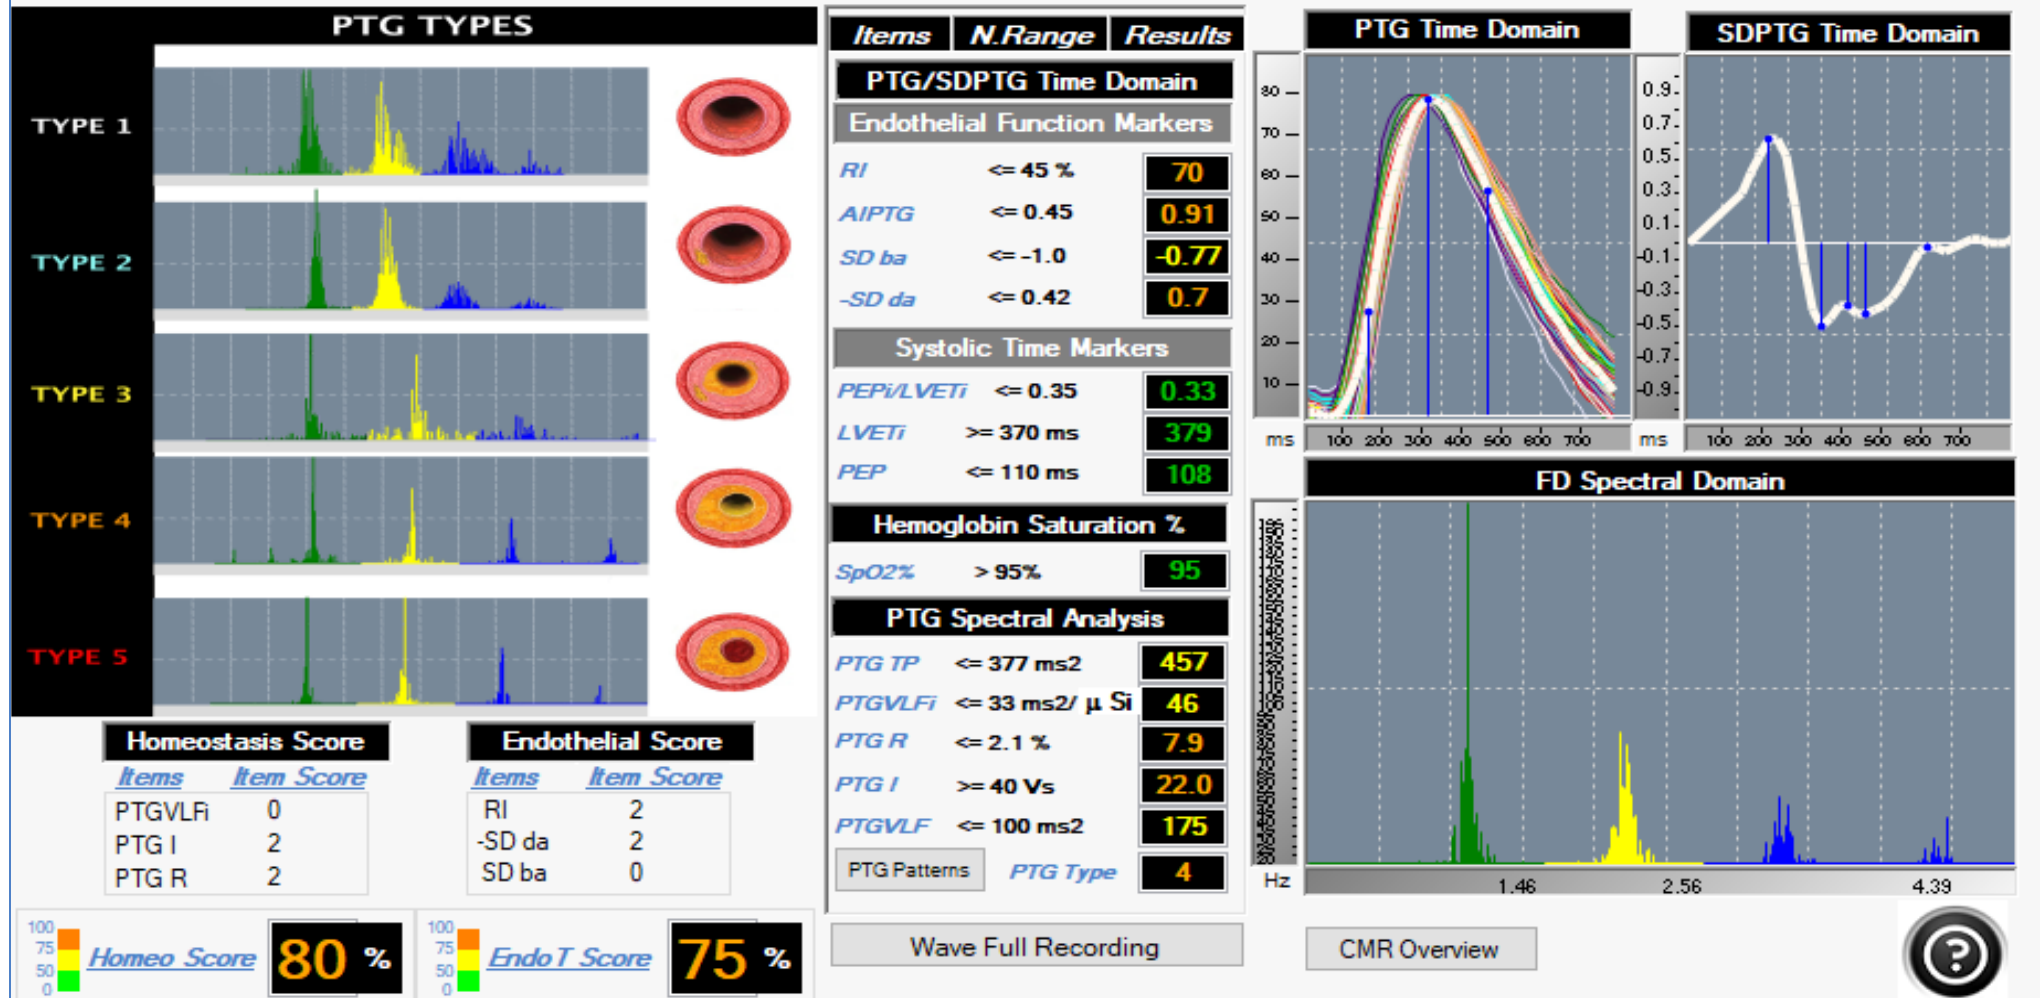 PTG TYPES
TYPE 1
TYPE 2
TYPE 3
TYPE 4
TYPE 5
Homeostasis Score
Items Item Score
PTGVLFi 0
PTG I 2
PTG R 2
Endothelial Score
Items Item Score
RI 2
-SD da 2
SD ba 0
100
75
50
0
Homeo Score 80 %
100
75
50
0
EndoT Score 75 %
Items N.Range Results
PTG/SDPTG Time Domain
Endothelial Function Markers
RI <= 45 % 70
AIPTG <= 0.45 0.91
SD ba <= -1.0 -0.77
-SD da <= 0.42 0.7
Systolic Time Markers
PEPi/LVETi <= 0.35 0.33
LVETi >= 370 ms 379
PEP <= 110 ms 108
Hemoglobin Saturation %
SpO2% > 95% 95
PTG Spectral Analysis
PTG TP <= 377 ms2 457
PTGVLFi <= 33 ms2/ μ Si 46
PTG R <= 2.1 % 7.9
PTG I >= 40 Vs 22.0
PTGVLF <= 100 ms2 175
PTG Patterns PTG Type 4
Wave Full Recording
PTG Time Domain
80
70
60
50
40
30
20
10
ms 100 200 300 400 500 600 700
SDPTG Time Domain
0.9
0.7
0.5
0.3
0.1
-0.1
-0.3
-0.5
-0.7
-0.9
ms 100 200 300 400 500 600 700
FD Spectral Domain
Hz 1.46 2.56 4.39
CMR Overview
?